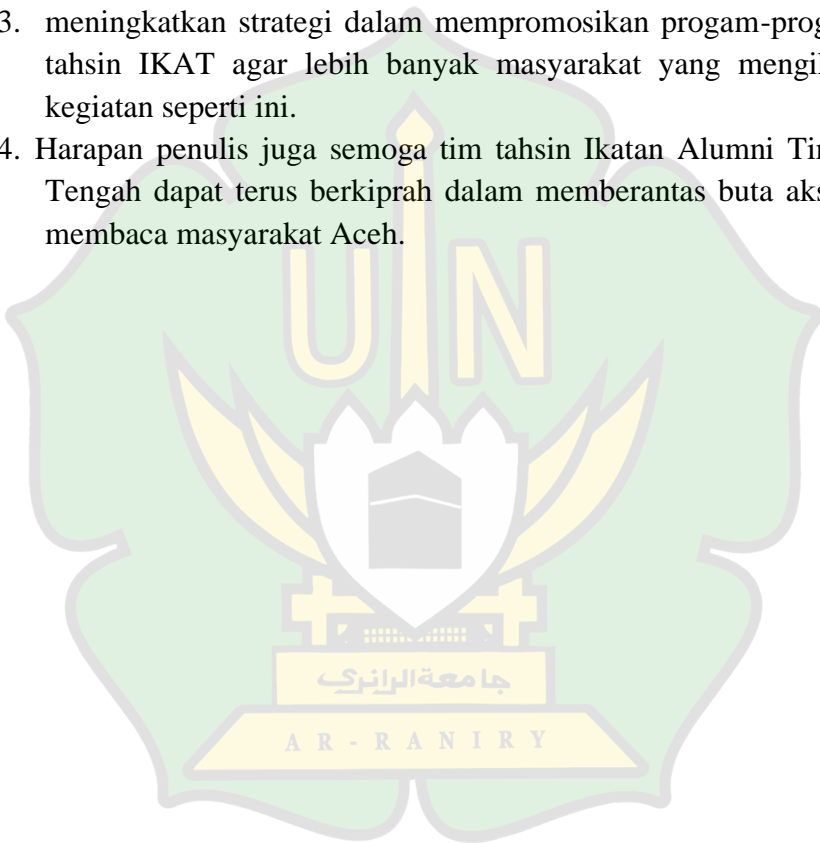 3. meningkatkan strategi dalam mempromosikan progam-prog
tahsin IKAT agar lebih banyak masyarakat yang mengi
kegiatan seperti ini.
4. Harapan penulis juga semoga tim tahsin Ikatan Alumni Ti
Tengah dapat terus berkiprah dalam memberantas buta aks
membaca masyarakat Aceh.
UIN
جامعةالرانري
AR-RANIRY